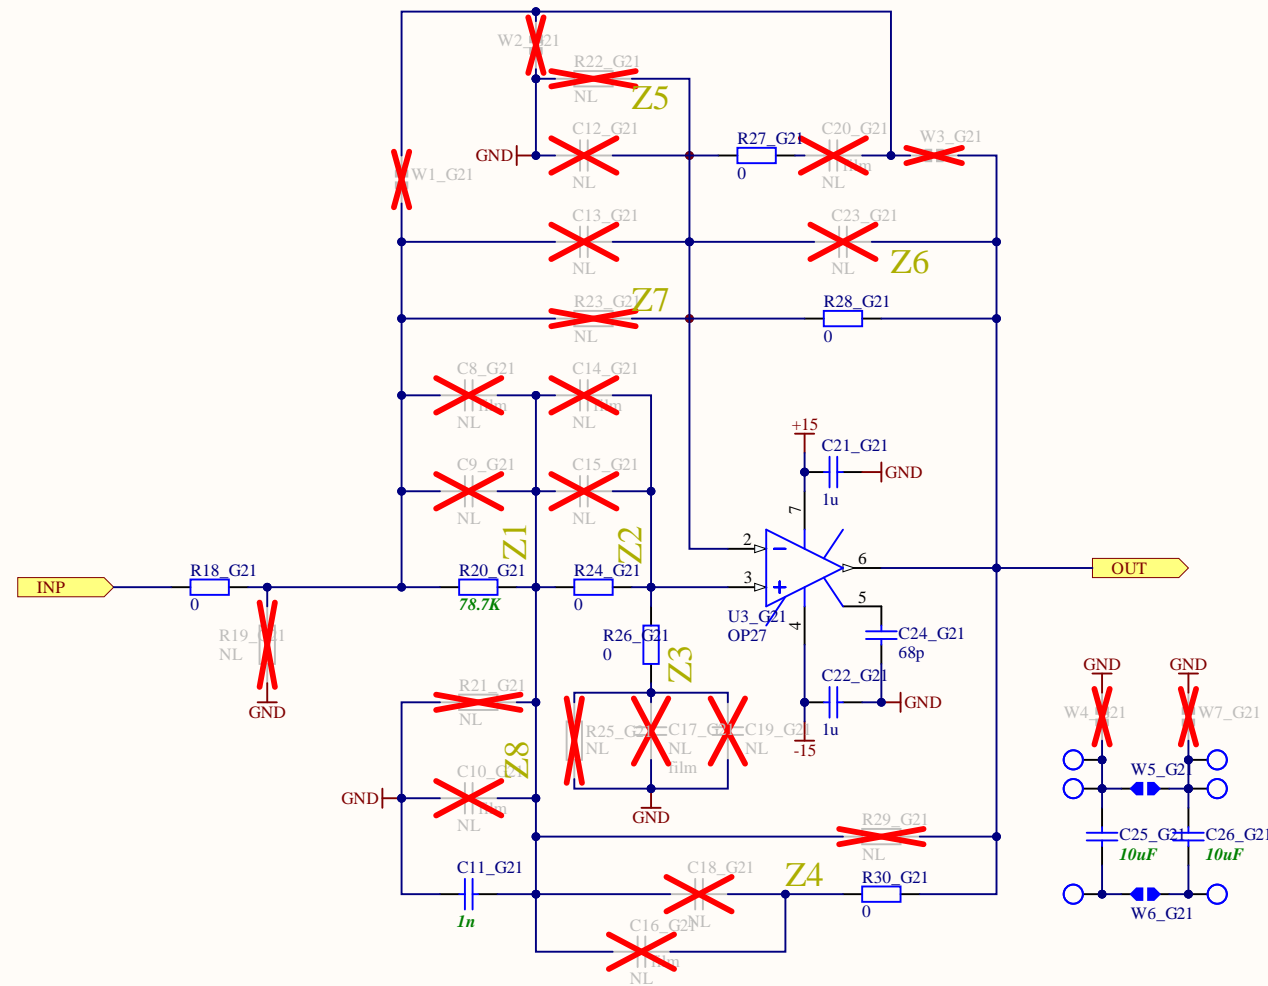 W2_G21
R22_G21
NL
Z5
C12_G21
GND
NL
R27_G21
0
C20_G21
film
NL
W3_G21
W1_G21
C13_G21
NL
C23_G21
NL
Z6
R23_G21
NL
Z7
R28_G21
0
C8_G21
film
NL
C14_G21
film
NL
+15
C21_G21
GND
1u
7
C9_G21
NL
C15_G21
NL
Z1
Z2
2
3
6
5
4
U3_G21
OP27
INP
R18_G21
0
R20_G21
78.7K
R24_G21
0
OUT
R19_G21
NL
GND
R26_G21
0
Z3
C24_G21
68p
C22_G21
GND
1u
-15
R21_G21
NL
R25_G21
NL
C17_G21
NL
film
C19_G21
NL
GND
Z8
GND
C10_G21
film
NL
R29_G21
NL
C11_G21
1n
C18_G21
NL
Z4
R30_G21
0
C16_G21
film
NL
GND
GND
W4_G21
W7_G21
W5_G21
C25_G21
10uF
C26_G21
10uF
W6_G21